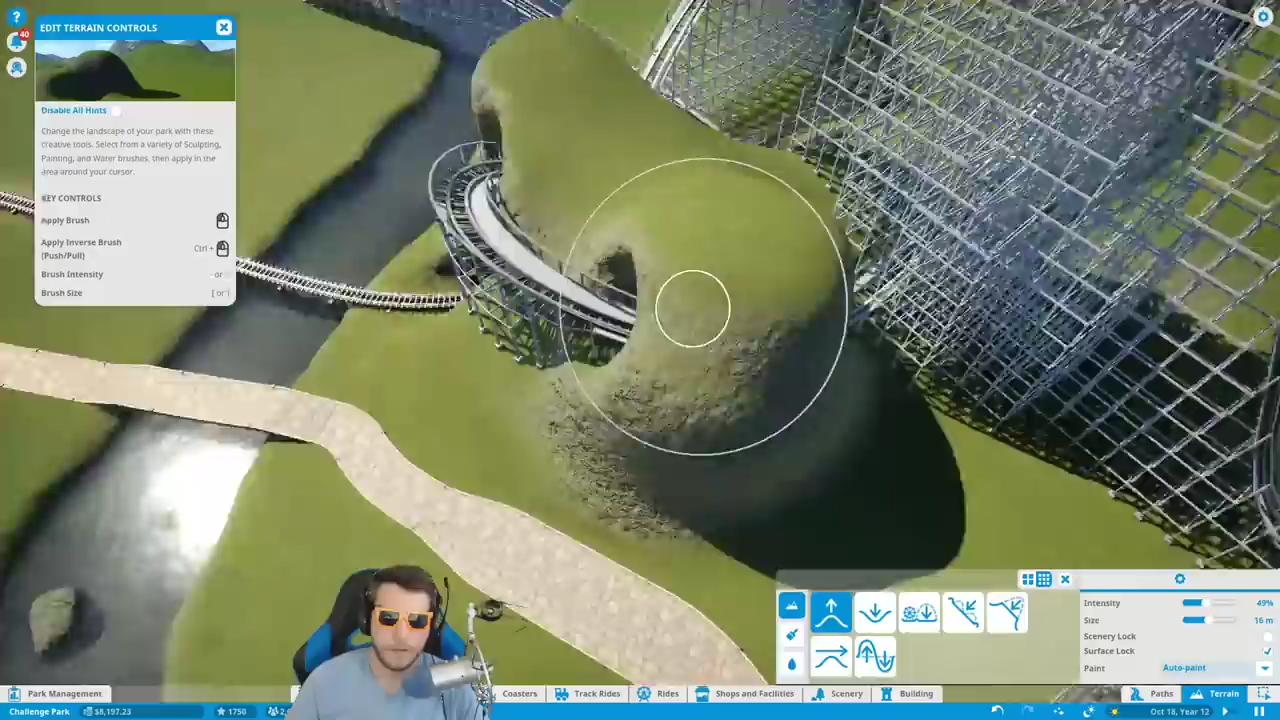 ?
40
EDIT TERRAIN CONTROLS
Disable All Hints
Change the landscape of your park with these
creative tools. Select from a variety of Sculpting,
Painting, and Water brushes, then apply in the
area around your cursor.
KEY CONTROLS
Apply Brush
Apply Inverse Brush
(Push/Pull)
Ctrl +
Brush Intensity
- or
Brush Size
[ or ]
Intensity
49%
Size
16 m
Scenery Lock
Surface Lock
Paint
Auto-paint
Park Management
Coasters
Track Rides
Rides
Shops and Facilities
Scenery
Building
Paths
Terrain
Challenge Park
$8,197.23
1750
Oct 18, Year 12